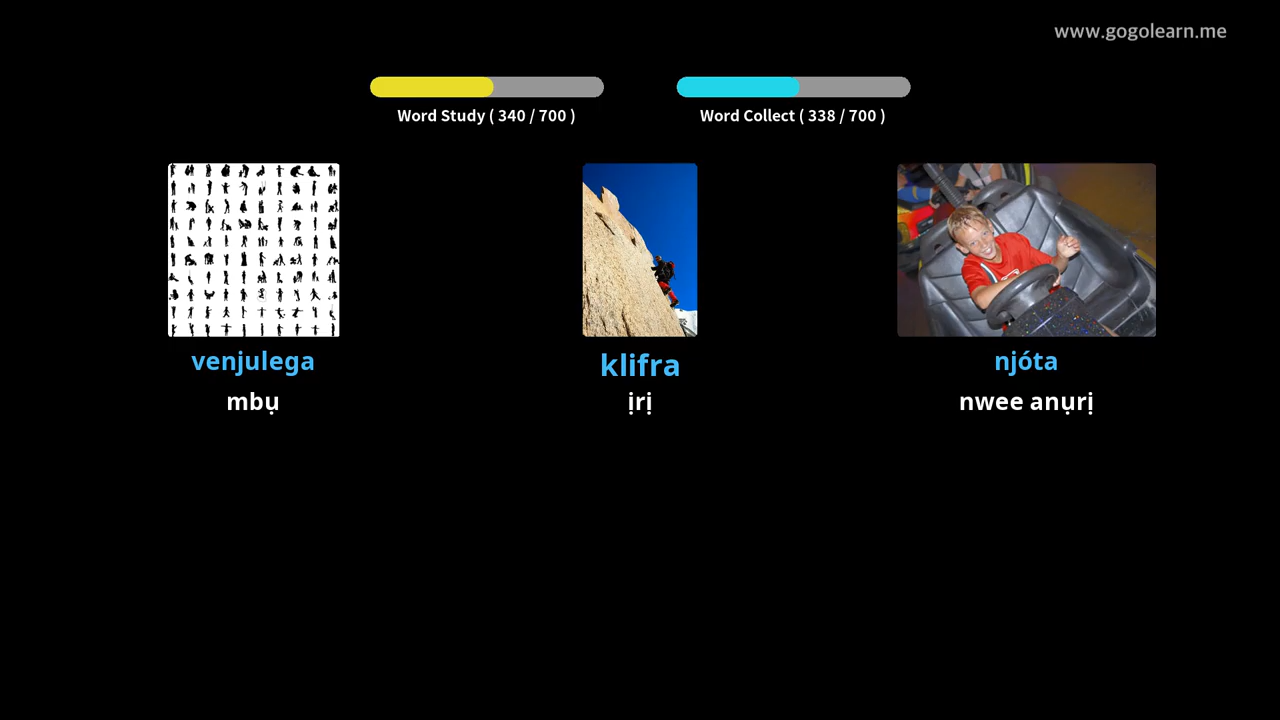 www.gogolearn.me
Word Study ( 340 / 700 )
Word Collect ( 338 / 700 )
venjulega
klifra
njóta
mbụ
ịrị
nwee anụrị